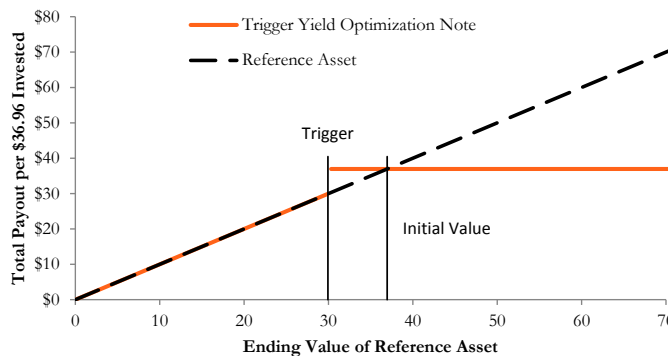 $80
$70
$60
$50
$40
$30
$20
$10
$0
Total Payout per $36.96 Invested
Trigger Yield Optimization Note
Reference Asset
Trigger
Initial Value
0 10 20 30 40 50 60 70
Ending Value of Reference Asset